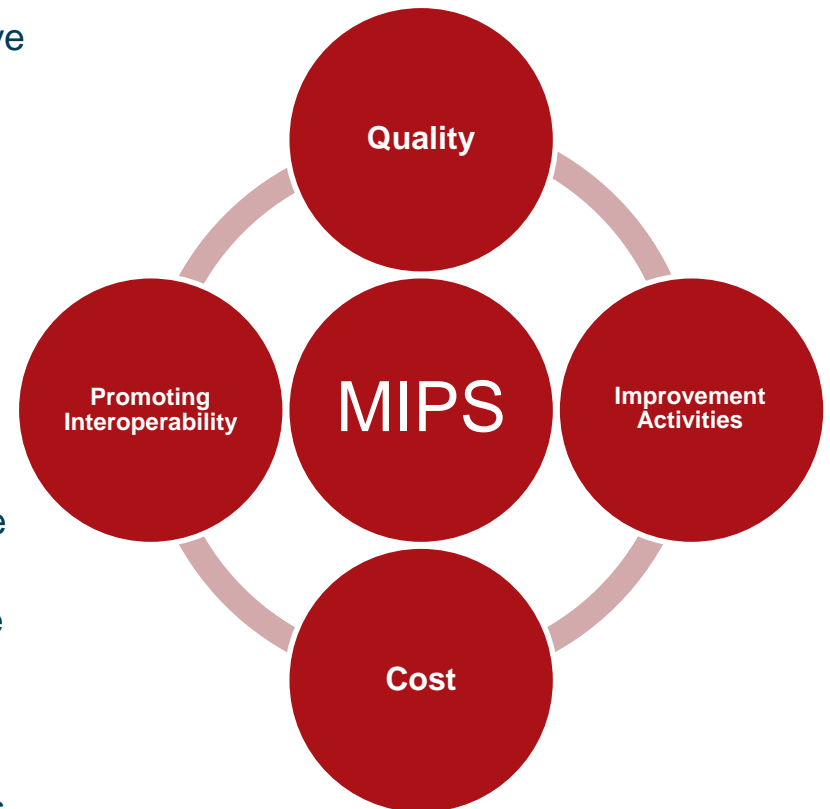 Quality
Promoting
Interoperability
MIPS
Improvement
Activities
Cost